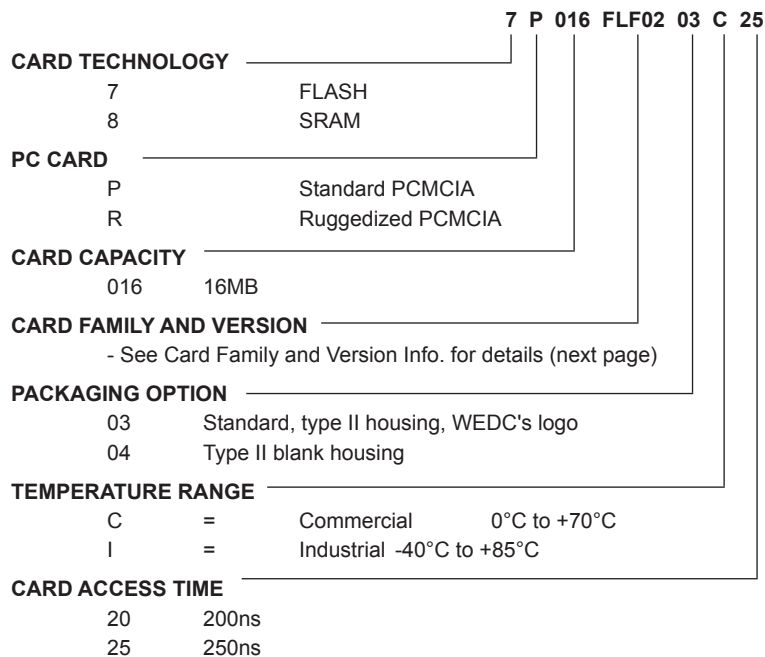 7 P 016 FLF02 03 C 25
CARD TECHNOLOGY
7 FLASH
8 SRAM
PC CARD
P Standard PCMCIA
R Ruggedized PCMCIA
CARD CAPACITY
016 16MB
CARD FAMILY AND VERSION
- See Card Family and Version Info. for details (next page)
PACKAGING OPTION
03 Standard, type II housing, WEDC's logo
04 Type II blank housing
TEMPERATURE RANGE
C = Commercial 0°C to +70°C
I = Industrial -40°C to +85°C
CARD ACCESS TIME
20 200ns
25 250ns